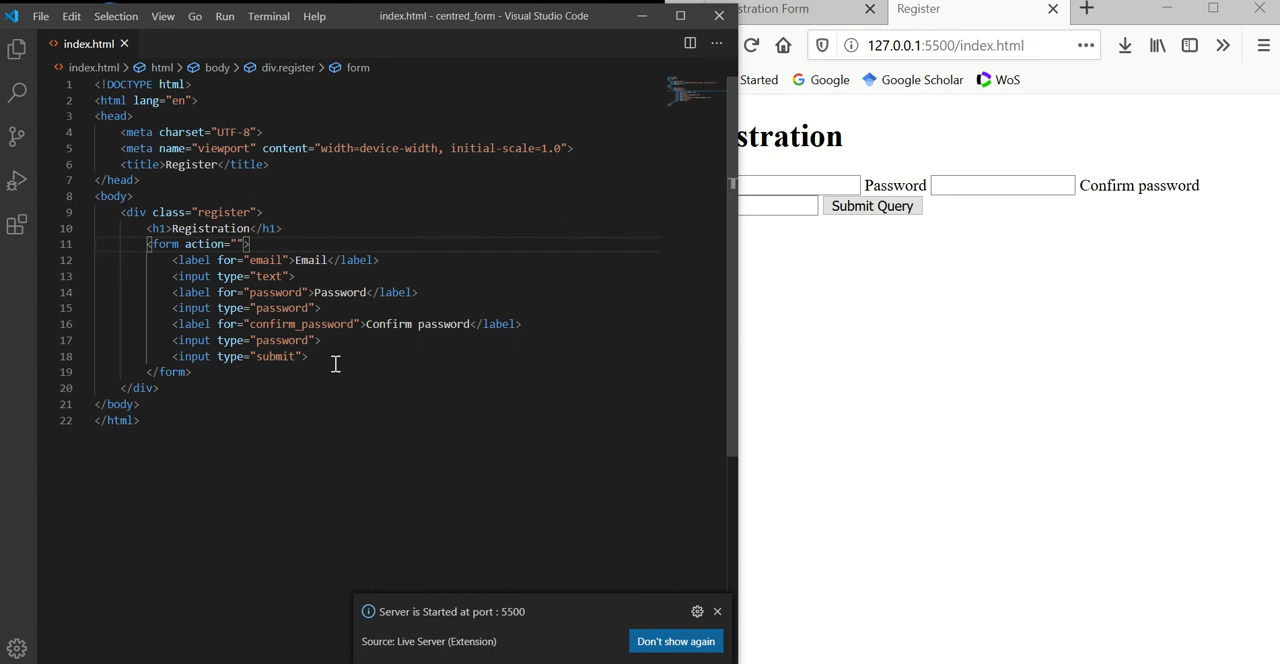 File Edit Selection View Go Run Terminal Help index.html - centred_form - Visual Studio Code
index.html
index.html > html > body > div.register > form
1 <!DOCTYPE html>
2 <html lang="en">
3 <head>
4 <meta charset="UTF-8">
5 <meta name="viewport" content="width=device-width, initial-scale=1.0">
6 <title>Register</title>
7 </head>
8 <body>
9 <div class="register">
10 <h1>Registration</h1>
11 <form action="">
12 <label for="email">Email</label>
13 <input type="text">
14 <label for="password">Password</label>
15 <input type="password">
16 <label for="confirm_password">Confirm password</label>
17 <input type="password">
18 <input type="submit">
19 </form>
20 </div>
21 </body>
22 </html>
Server is Started at port : 5500
Source: Live Server (Extension) Don't show again
stration Form Register
127.0.0.1:5500/index.html
Started Google Google Scholar WoS
stration
Password Confirm password
Submit Query